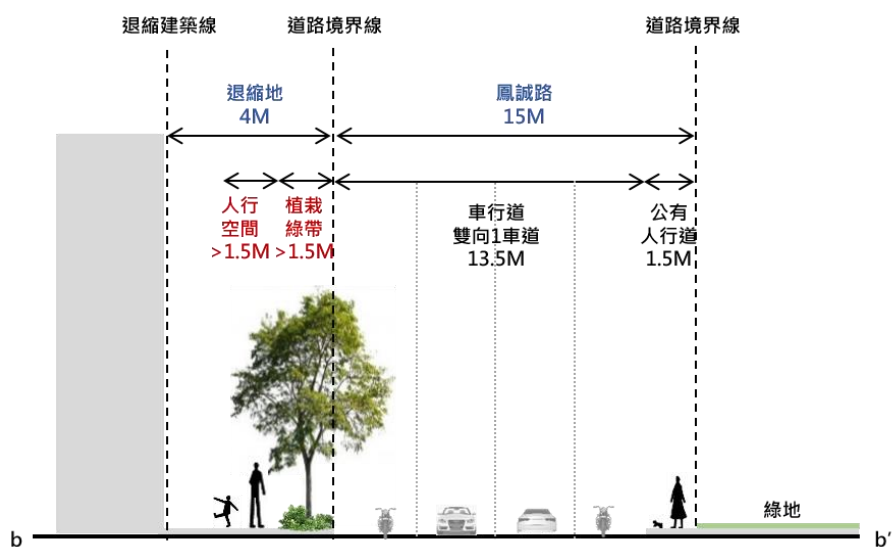 退縮建築線
道路境界線
道路境界線
退縮地
4M
鳳誠路
15M
人行
空間
>1.5M
植栽
綠帶
>1.5M
車行道
雙向1車道
13.5M
公有
人行道
1.5M
綠地
b
b'